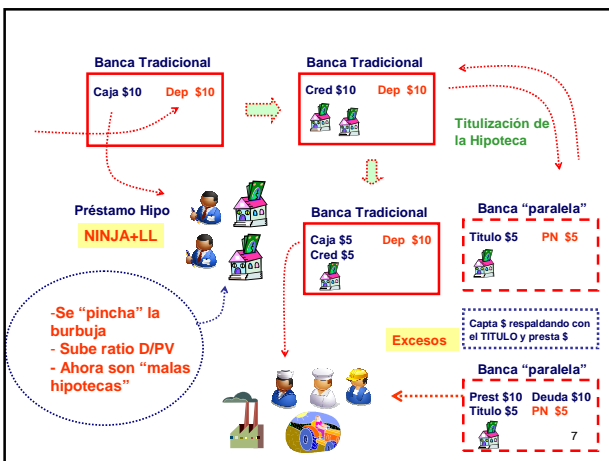 Banca Tradicional
Caja $10 Dep $10
Banca Tradicional
Cred $10 Dep $10
Titulización de
la Hipoteca
Préstamo Hipo
NINJA+LL
Banca Tradicional
Caja $5 Dep $10
Cred $5
Banca “paralela”
Titulo $5 PN $5
-Se “pincha” la
burbuja
- Sube ratio D/PV
- Ahora son “malas
hipotecas”
Excesos
Capta $ respaldando con
el TITULO y presta $
Banca “paralela”
Prest $10 Deuda $10
Titulo $5 PN $5
7